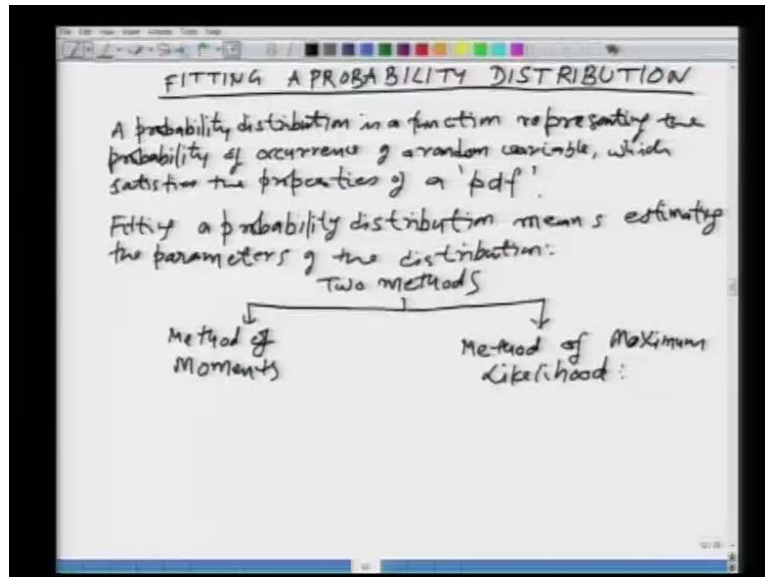 FITTING A PROBABILITY DISTRIBUTION
A probability distribution is a function representing the
probability of occurrence of a random variable, which
satisfies the properties of a 'pdf'.
Fitting a probability distribution means estimating
the parameters of the distribution:
Two methods
Method of
Moments
Method of Maximum
Likelihood :